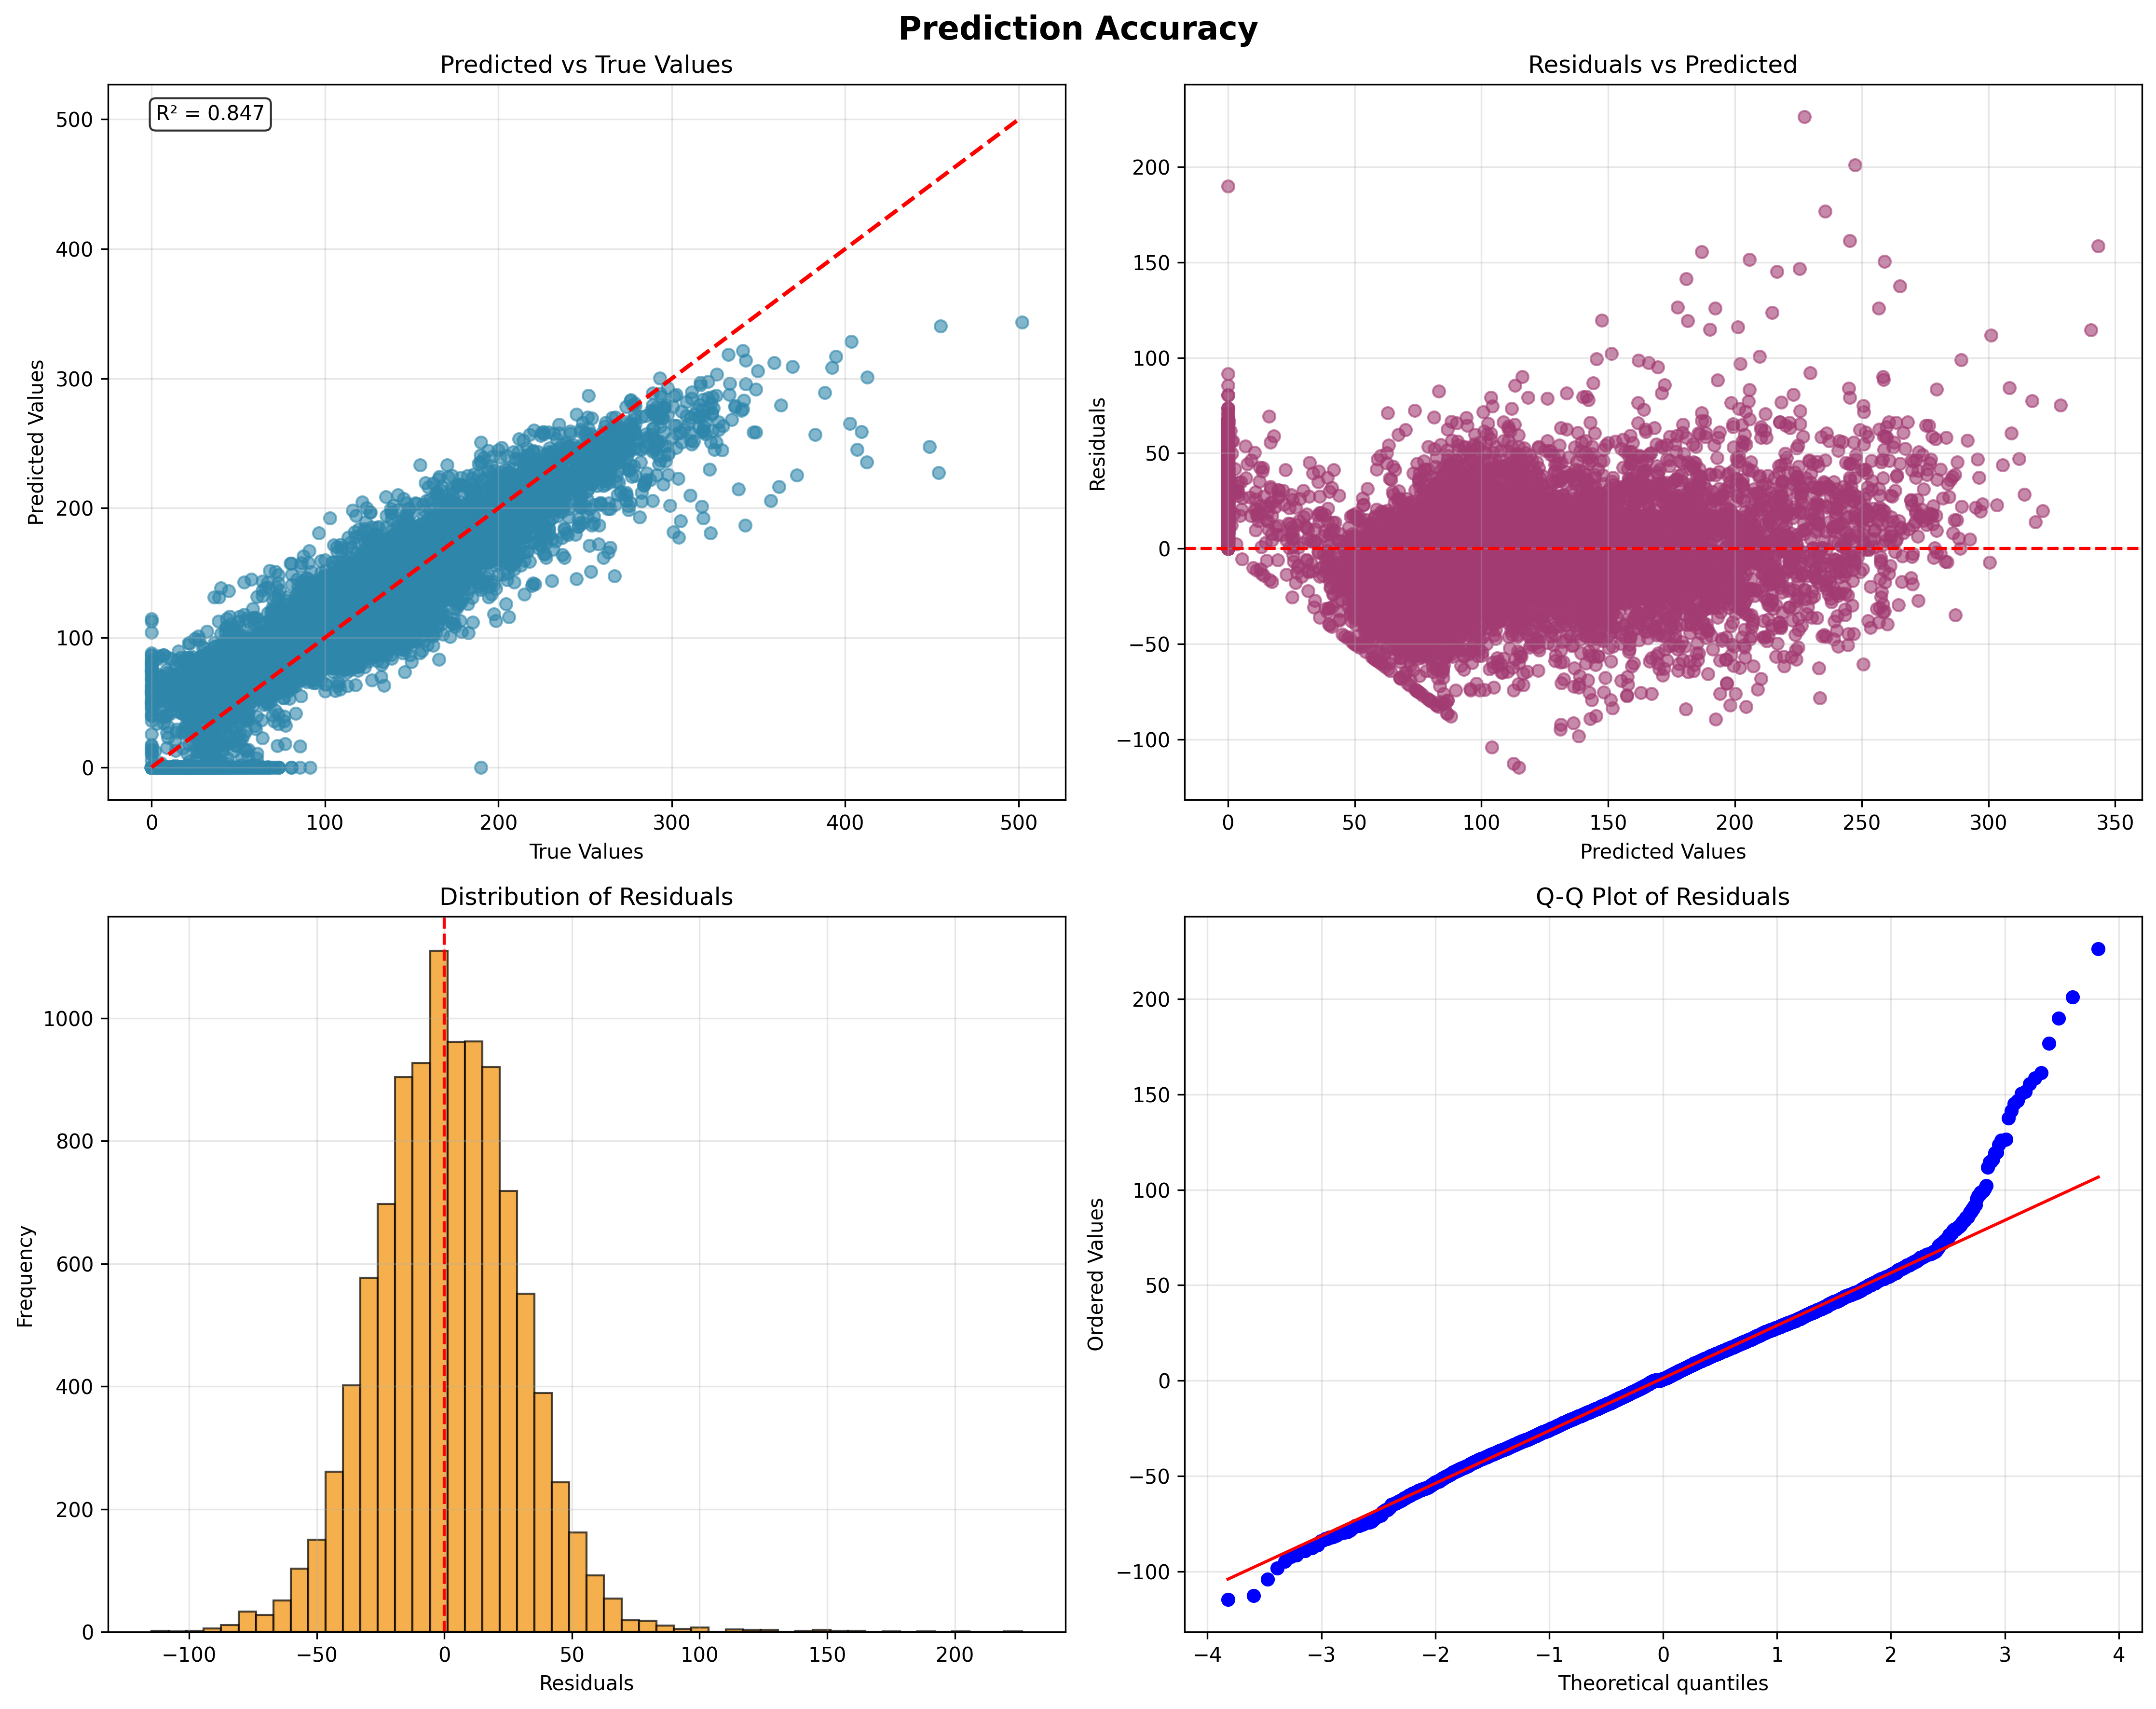 Prediction Accuracy
Predicted vs True Values
R² = 0.847
500
400
300
200
100
0
Predicted Values
0 100 200 300 400 500
True Values
Residuals vs Predicted
200
150
100
50
0
−50
−100
Residuals
0 50 100 150 200 250 300 350
Predicted Values
Distribution of Residuals
1000
800
600
400
200
0
Frequency
−100 −50 0 50 100 150 200
Residuals
Q-Q Plot of Residuals
200
150
100
50
0
−50
−100
Ordered Values
−4 −3 −2 −1 0 1 2 3 4
Theoretical quantiles